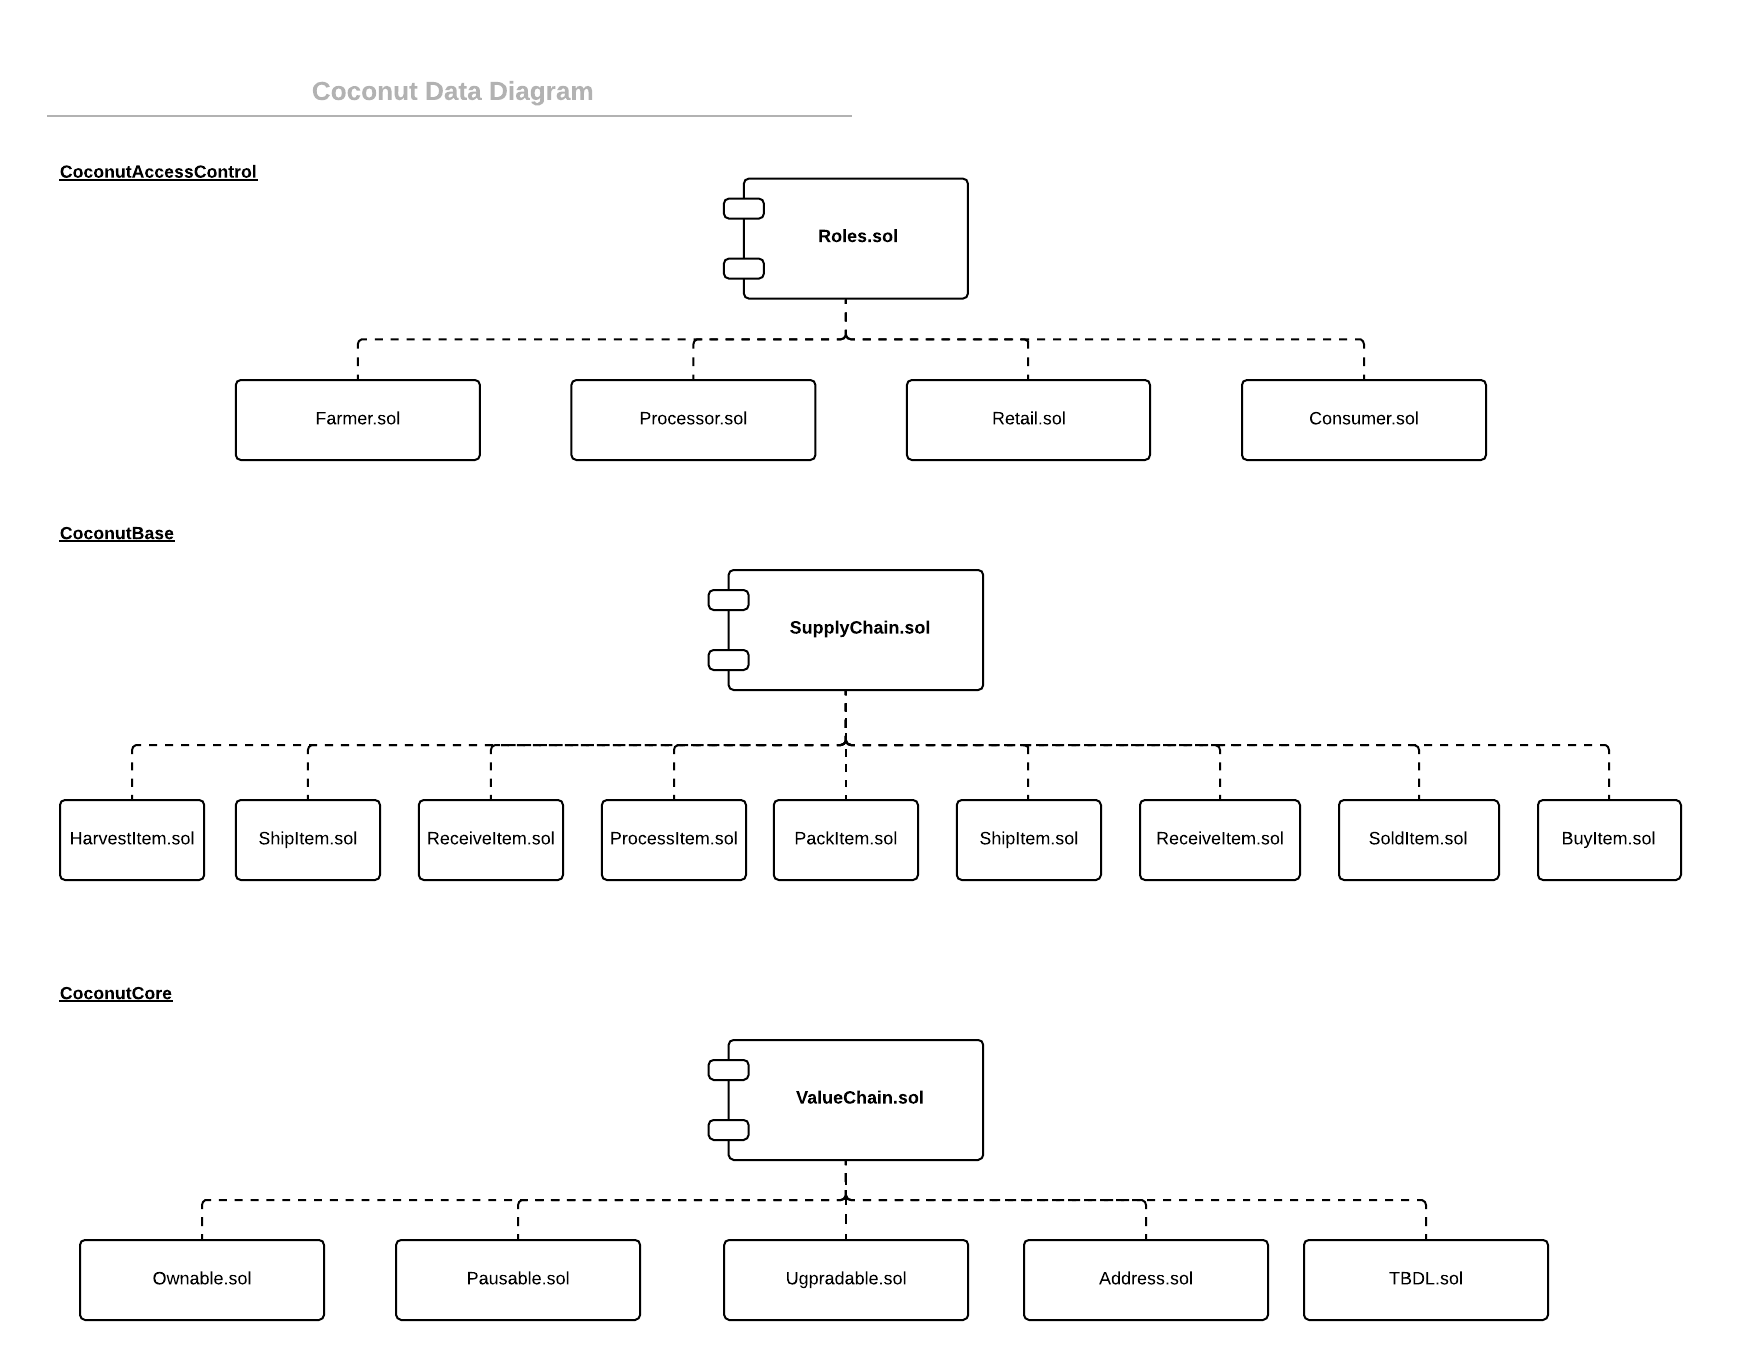 Coconut Data Diagram
CoconutAccessControl
Roles.sol
Farmer.sol
Processor.sol
Retail.sol
Consumer.sol
CoconutBase
SupplyChain.sol
HarvestItem.sol
ShipItem.sol
ReceiveItem.sol
ProcessItem.sol
PackItem.sol
ShipItem.sol
ReceiveItem.sol
SoldItem.sol
BuyItem.sol
CoconutCore
ValueChain.sol
Ownable.sol
Pausable.sol
Ugpradable.sol
Address.sol
TBDL.sol